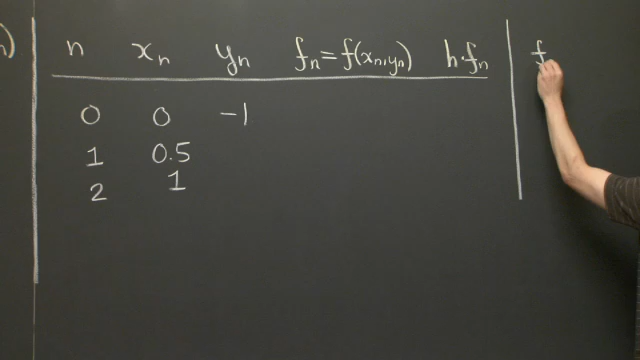 )
n xₙ yₙ fₙ = f(xₙ,yₙ) h·fₙ f
0 0 -1
1 0.5
2 1